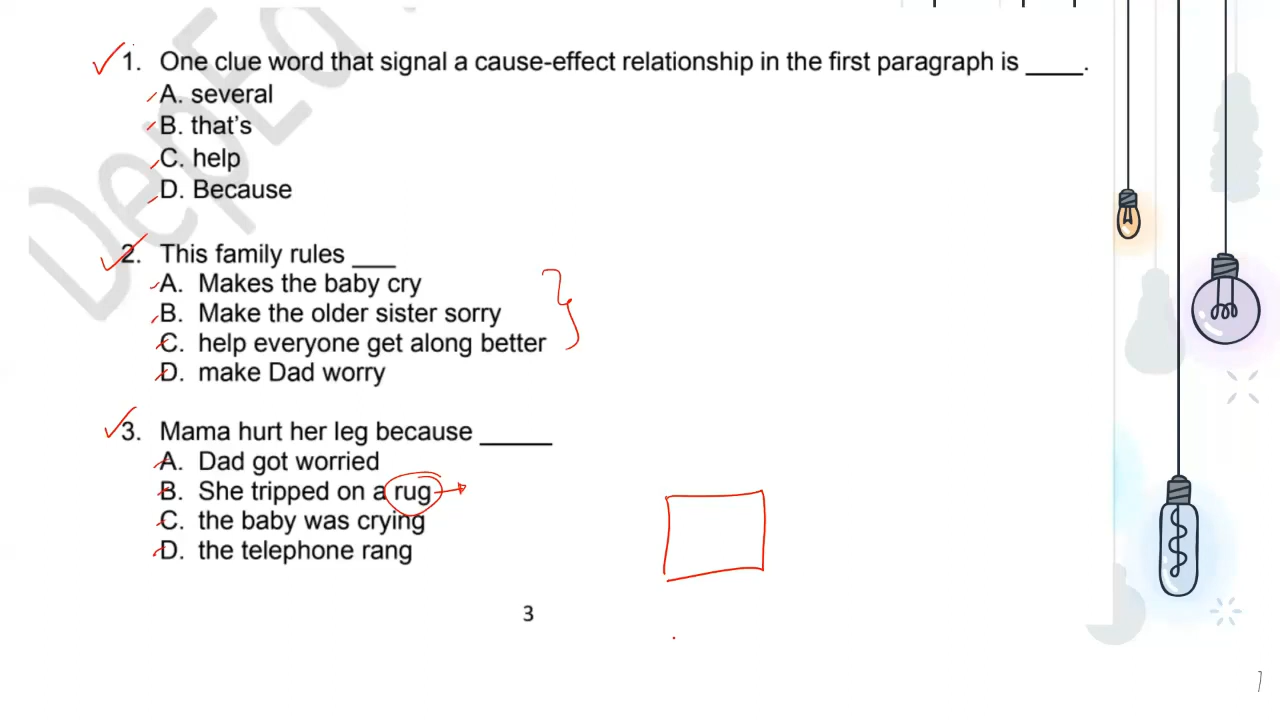 1. One clue word that signal a cause-effect relationship in the first paragraph is ____.
A. several
B. that's
C. help
D. Because
2. This family rules ___
A. Makes the baby cry
B. Make the older sister sorry
C. help everyone get along better
D. make Dad worry
3. Mama hurt her leg because _____
A. Dad got worried
B. She tripped on a rug
C. the baby was crying
D. the telephone rang
3
DepEd